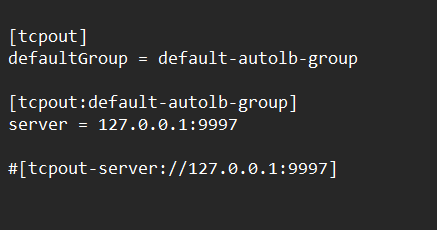 [tcpout]
defaultGroup = default-autolb-group
[tcpout:default-autolb-group]
server = 127.0.0.1:9997
#[tcpout-server://127.0.0.1:9997]